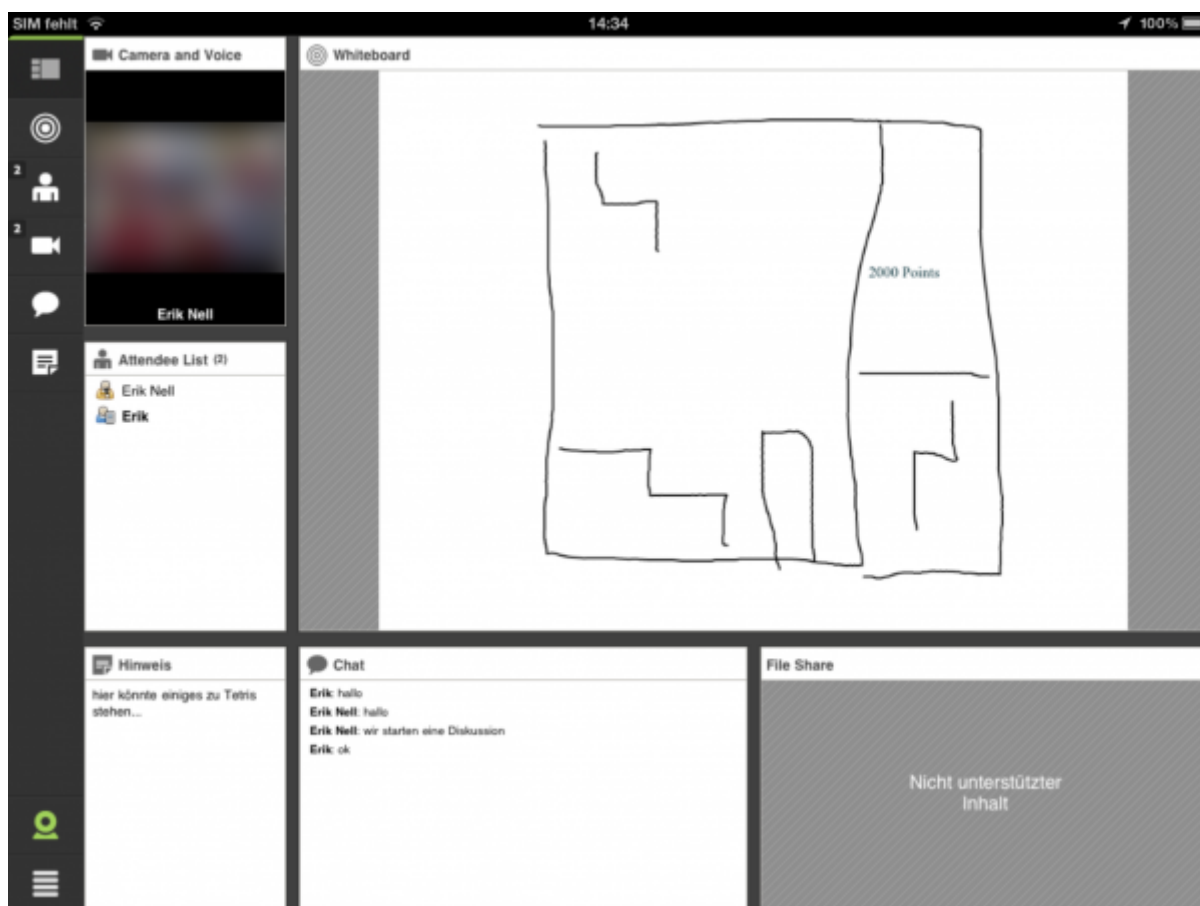 SIM fehlt 14:34 100%
Camera and Voice
Erik Nell
2
2
Attendee List (2)
Erik Nell
Erik
Whiteboard
2000 Points
Hinweis
hier könnte einiges zu Tetris
stehen...
Chat
Erik: hallo
Erik Nell: hallo
Erik Nell: wir starten eine Diskussion
Erik: ok
File Share
Nicht unterstützter
Inhalt